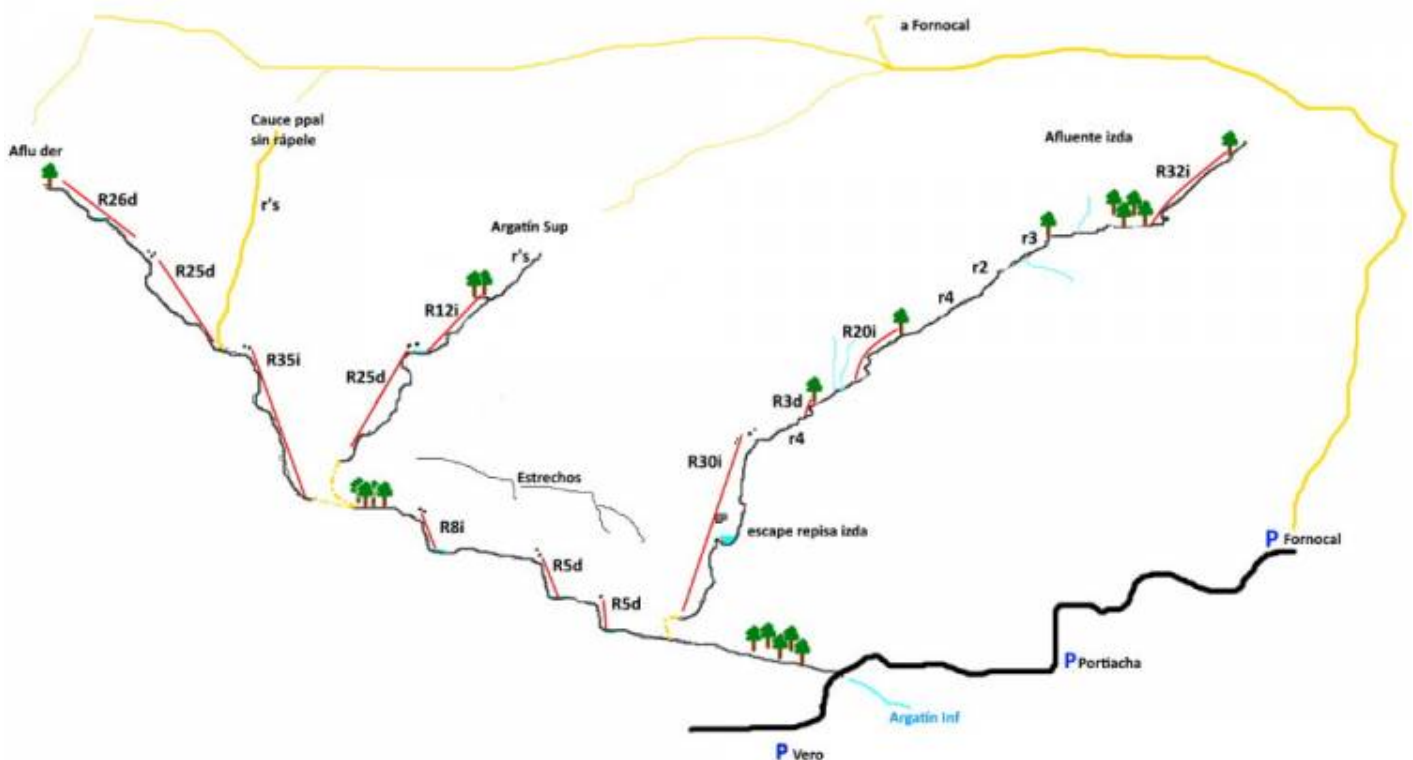 a Fornocal
Cauce ppal
sin rápele
Aflu der
Afluente izda
R26d
R32i
r's
Argatín Sup
r's
R25d
r3
r2
R12i
r4
R20i
R35i
R25d
R3d
r4
R30i
Estrechos
R8i
escape repisa izda
P Fornocal
R5d
R5d
P Portiacha
Argatín Inf
P Vero